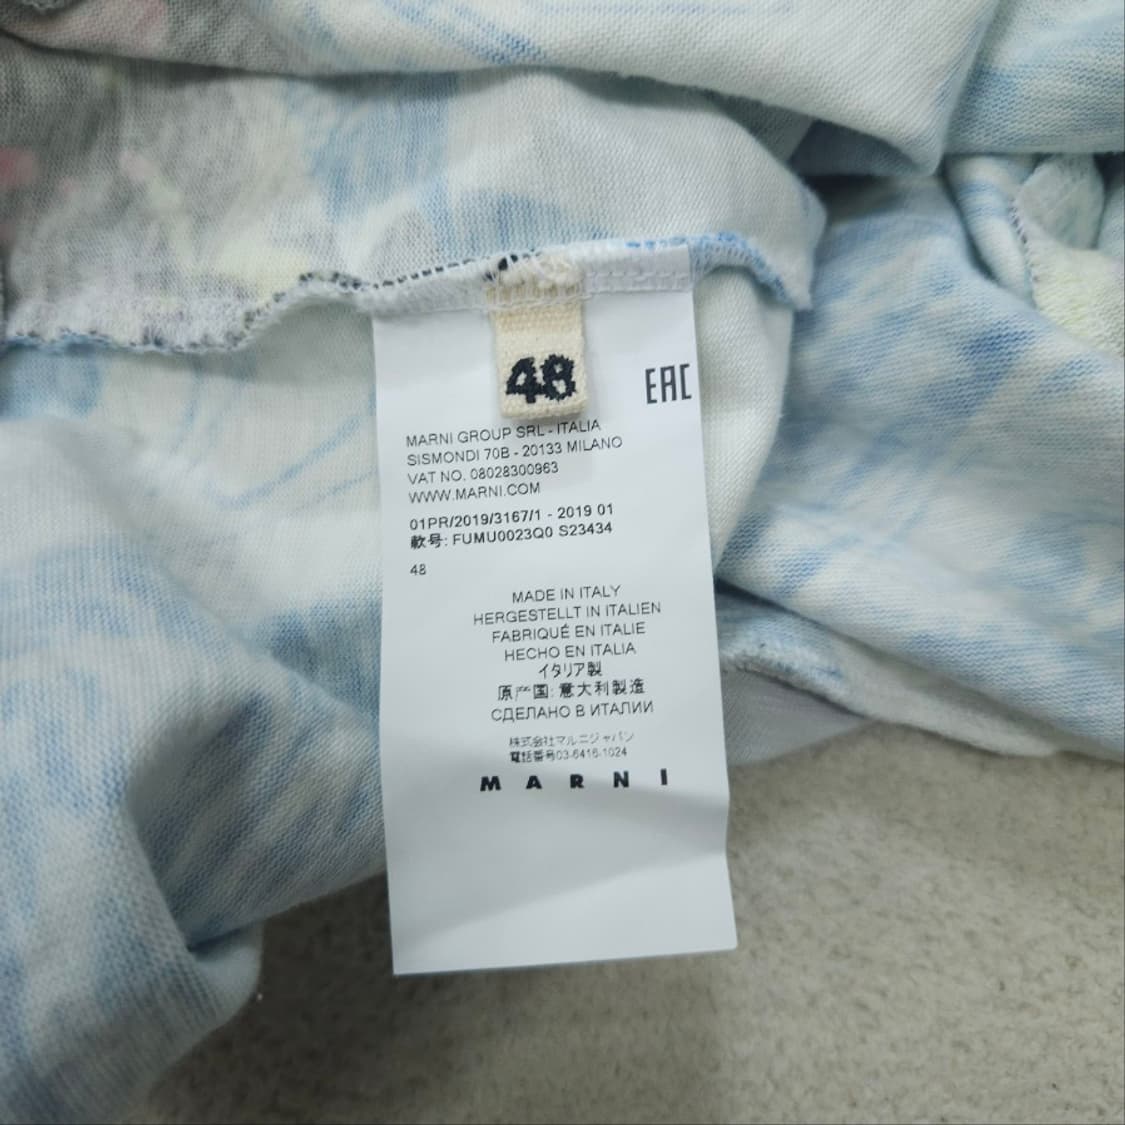 48
EAC
MARNI GROUP SRL - ITALIA
SISMONDI 70B - 20133 MILANO
VAT NO. 08028300963
WWW.MARNI.COM
01PR/2019/3167/1 - 2019 01
款号: FUMU0023Q0 S23434
48
MADE IN ITALY
HERGESTELLT IN ITALIEN
FABRIQUÉ EN ITALIE
HECHO EN ITALIA
イタリア製
原产国: 意大利製造
СДЕЛАНО В ИТАЛИИ
株式会社マルニジャパン
電話番号03-6416-1024
MARNI